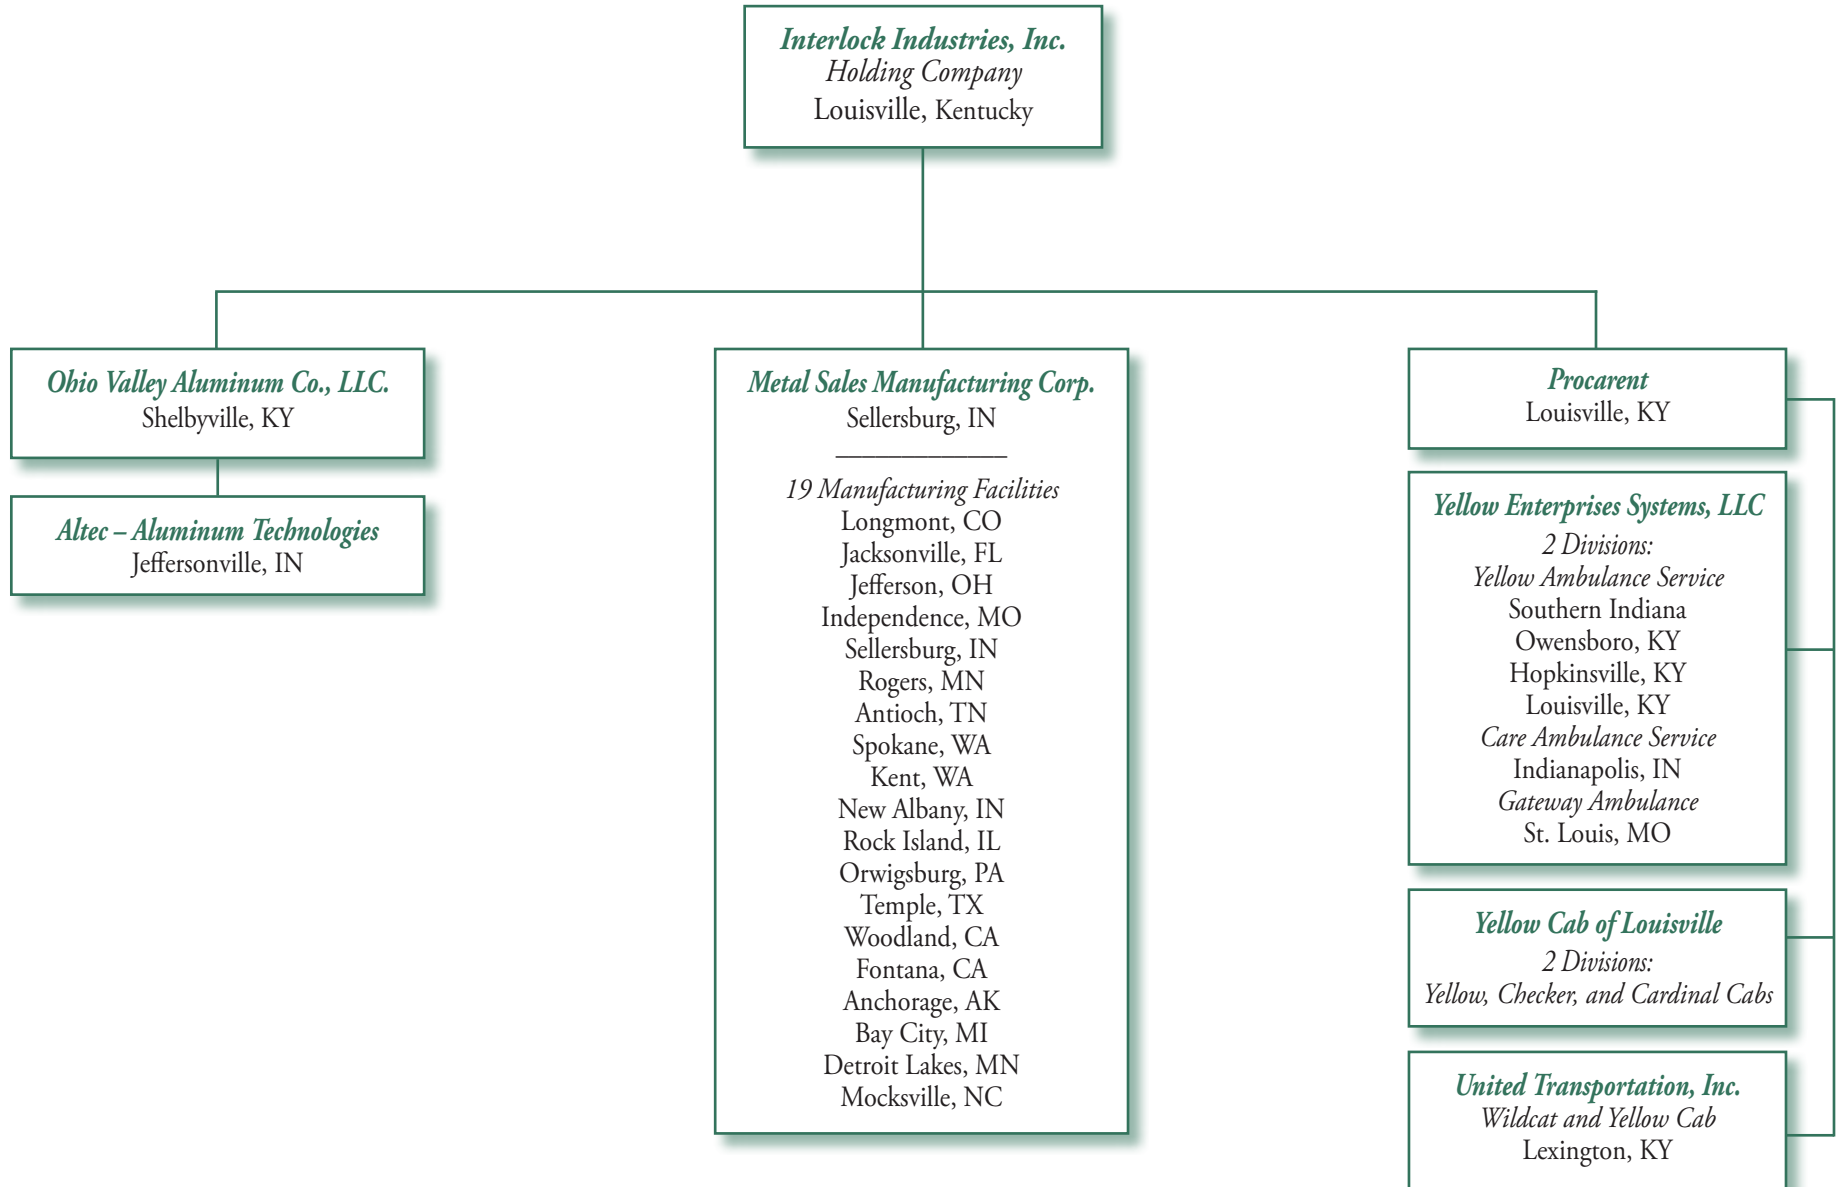 Interlock Industries, Inc.
Holding Company
Louisville, Kentucky
Ohio Valley Aluminum Co., LLC.
Shelbyville, KY
Altec – Aluminum Technologies
Jeffersonville, IN
Metal Sales Manufacturing Corp.
Sellersburg, IN
19 Manufacturing Facilities
Longmont, CO
Jacksonville, FL
Jefferson, OH
Independence, MO
Sellersburg, IN
Rogers, MN
Antioch, TN
Spokane, WA
Kent, WA
New Albany, IN
Rock Island, IL
Orwigsburg, PA
Temple, TX
Woodland, CA
Fontana, CA
Anchorage, AK
Bay City, MI
Detroit Lakes, MN
Mocksville, NC
Procarent
Louisville, KY
Yellow Enterprises Systems, LLC
2 Divisions:
Yellow Ambulance Service
Southern Indiana
Owensboro, KY
Hopkinsville, KY
Louisville, KY
Care Ambulance Service
Indianapolis, IN
Gateway Ambulance
St. Louis, MO
Yellow Cab of Louisville
2 Divisions:
Yellow, Checker, and Cardinal Cabs
United Transportation, Inc.
Wildcat and Yellow Cab
Lexington, KY